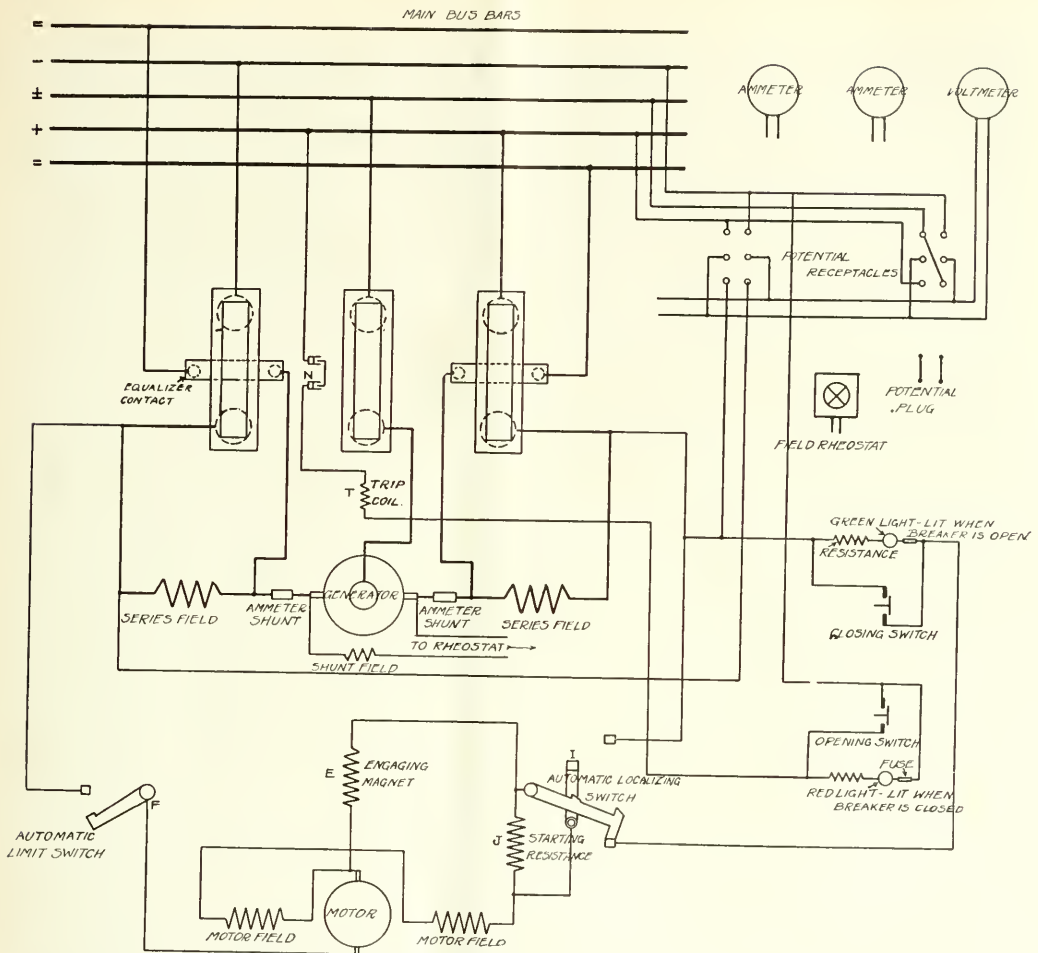 MAIN BUS BARS
=
-
±
+
=
AMMETER
AMMETER
VOLTMETER
POTENTIAL
RECEPTACLES
EQUALIZER
CONTACT
N
POTENTIAL
PLUG
FIELD RHEOSTAT
T
TRIP
COIL.
GREEN LIGHT-LIT WHEN
BREAKER IS OPEN
RESISTANCE
GENERATOR
SERIES FIELD
AMMETER
SHUNT
AMMETER
SHUNT
SERIES FIELD
CLOSING SWITCH
TO RHEOSTAT
SHUNT FIELD
OPENING SWITCH
E
ENGAGING
MAGNET
I
AUTOMATIC LOCALIZING
SWITCH
FUSE
RED LIGHT-LIT WHEN
BREAKER IS CLOSED
F
AUTOMATIC
LIMIT SWITCH
J
STARTING
RESISTANCE
MOTOR
MOTOR FIELD
MOTOR FIELD